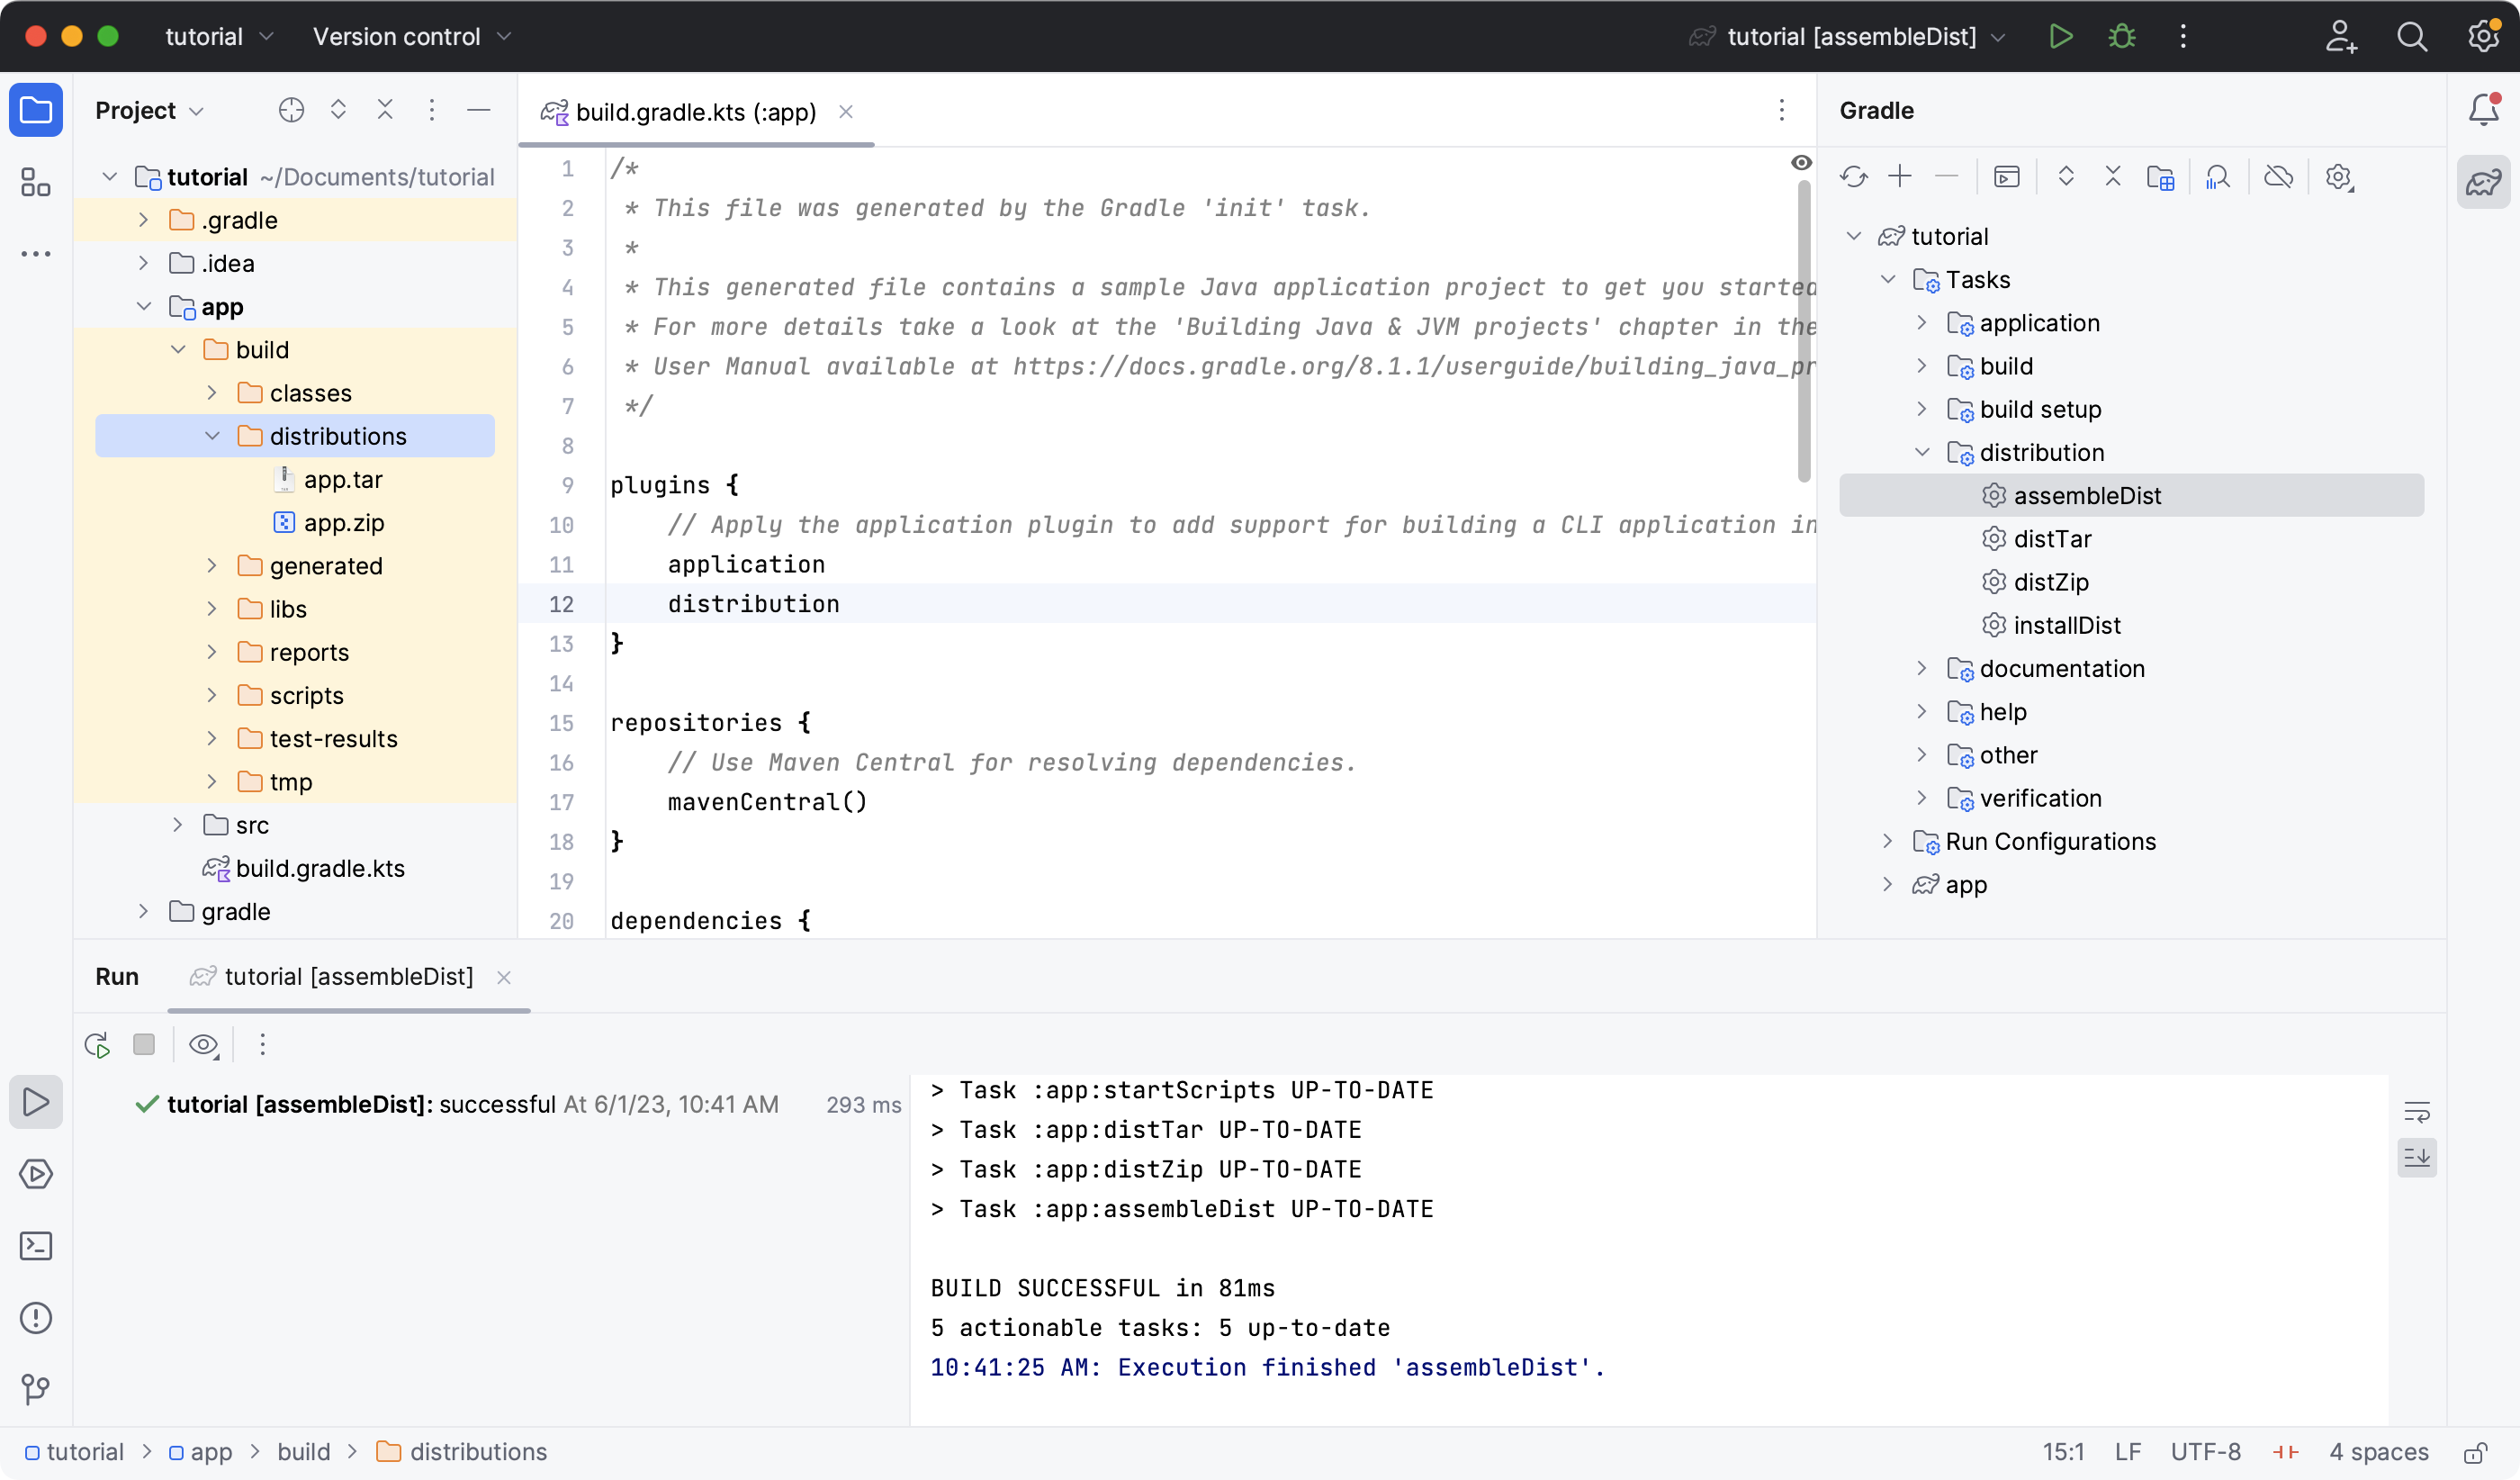 tutorial
Version control
tutorial [assembleDist]
Project
tutorial ~/Documents/tutorial
.gradle
.idea
app
build
classes
distributions
app.tar
app.zip
generated
libs
reports
scripts
test-results
tmp
src
build.gradle.kts
gradle
build.gradle.kts (:app)
1 /*
2  * This file was generated by the Gradle 'init' task.
3  *
4  * This generated file contains a sample Java application project to get you started
5  * For more details take a look at the 'Building Java & JVM projects' chapter in the
6  * User Manual available at https://docs.gradle.org/8.1.1/userguide/building_java_pr
7  */
8
9 plugins {
10     // Apply the application plugin to add support for building a CLI application in
11     application
12     distribution
13 }
14
15 repositories {
16     // Use Maven Central for resolving dependencies.
17     mavenCentral()
18 }
19
20 dependencies {
Gradle
tutorial
Tasks
application
build
build setup
distribution
assembleDist
distTar
distZip
installDist
documentation
help
other
verification
Run Configurations
app
Run
tutorial [assembleDist]
tutorial [assembleDist]: successful At 6/1/23, 10:41 AM 293 ms
> Task :app:startScripts UP-TO-DATE
> Task :app:distTar UP-TO-DATE
> Task :app:distZip UP-TO-DATE
> Task :app:assembleDist UP-TO-DATE
BUILD SUCCESSFUL in 81ms
5 actionable tasks: 5 up-to-date
10:41:25 AM: Execution finished 'assembleDist'.
tutorial > app > build > distributions
15:1 LF UTF-8 4 spaces